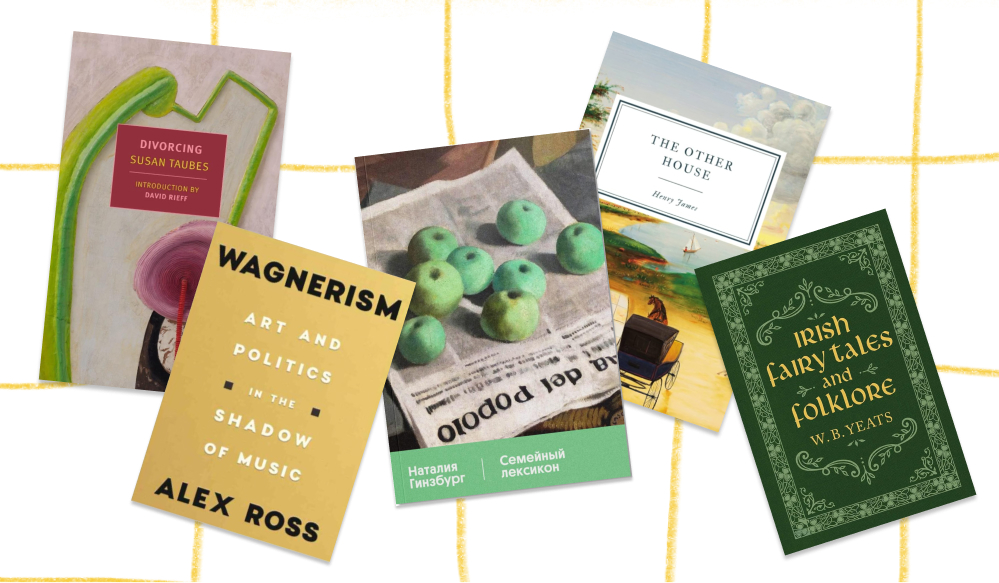 DIVORCING
SUSAN TAUBES
INTRODUCTION BY
DAVID RIEFF
WAGNERISM
ART AND
POLITICS
IN THE
SHADOW
OF MUSIC
ALEX ROSS
del Popolo
Наталия
Гинзбург
Семейный
лексикон
THE OTHER
HOUSE
Henry James
IRISH
FAIRY TALES
and
FOLKLORE
W. B. YEATS